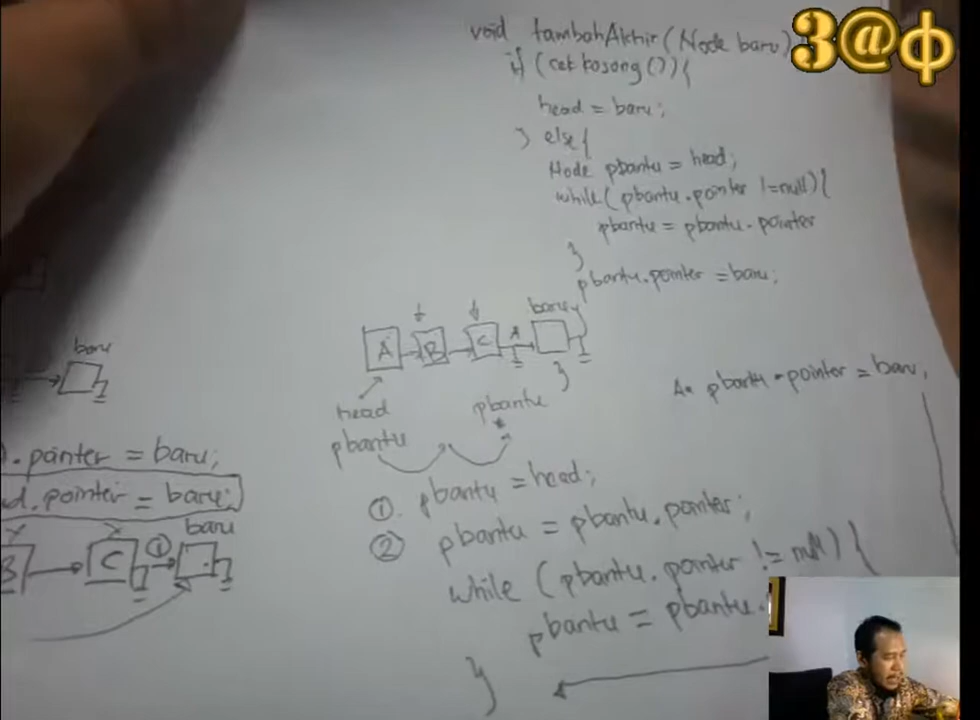 void tambahAkhir(Node baru)
3@φ
if (cekkosong()){
head = baru;
} else{
Node pbantu = head;
while(pbantu.pointer !=null){
pbantu = pbantu.pointer
}
pbantu.pointer = baru;
baru
A B C A
}
head
pbantu
pbantu
A. pbantu.pointer = baru;
baru
).pointer = baru;
d.pointer = baru;
baru
B C ①
①. pbantu = head;
② pbantu = pbantu.pointer;
while (pbantu.pointer != null) {
pbantu = pbantu.
}